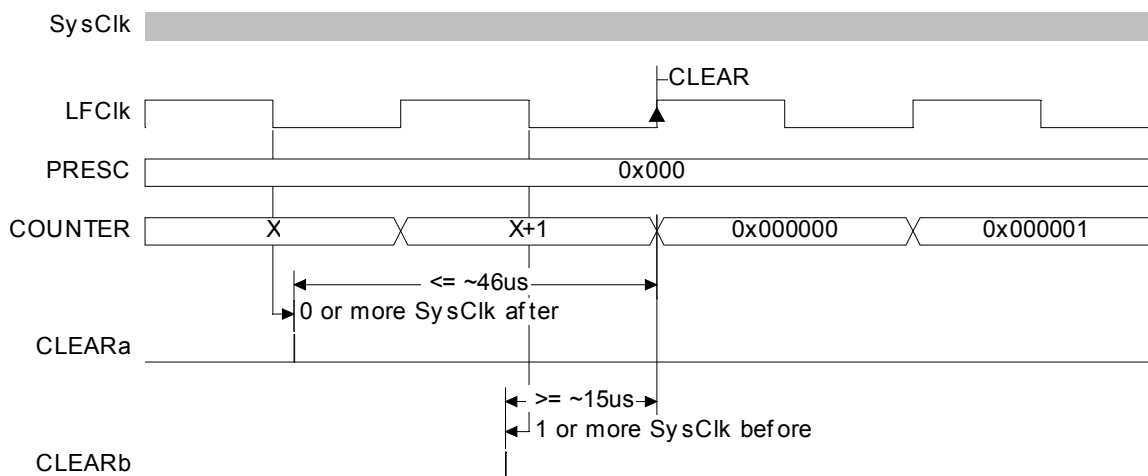 SysClk
CLEAR
LFClk
PRESC 0x000
COUNTER X X+1 0x000000 0x000001
<= ~46us
0 or more SysClk after
CLEARa
>= ~15us
1 or more SysClk before
CLEARb